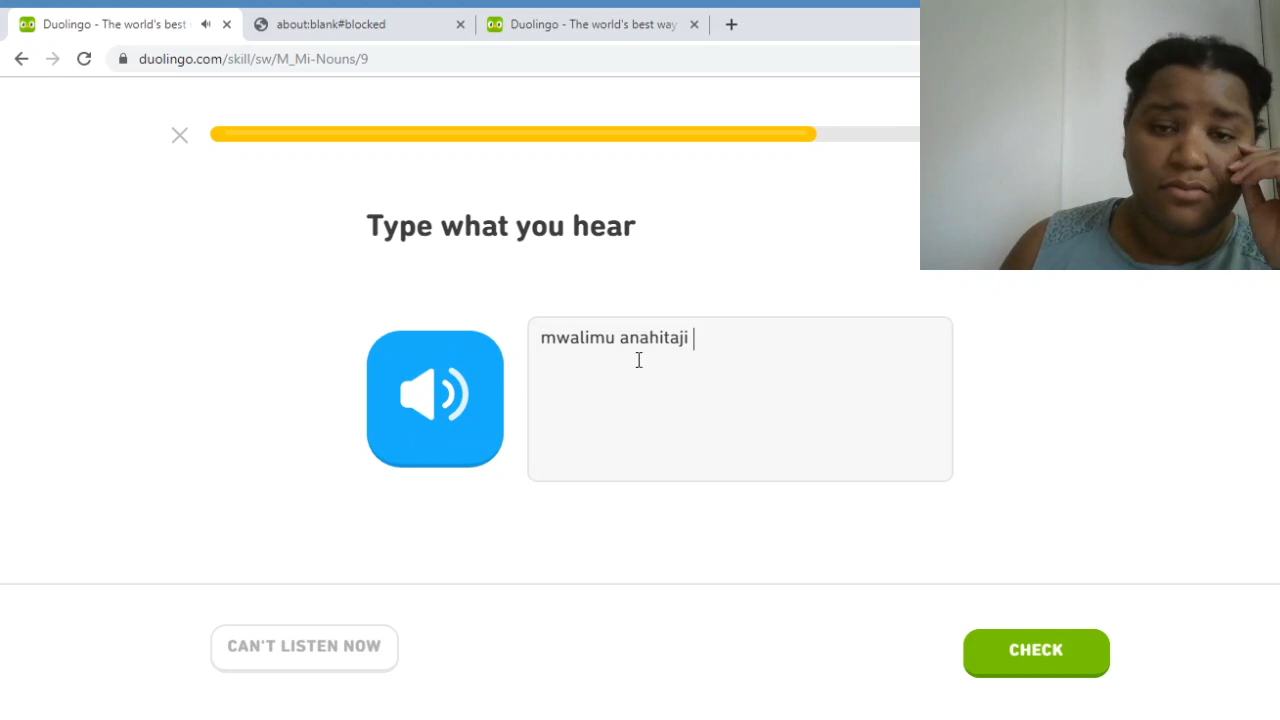 Duolingo - The world's best
about:blank#blocked
Duolingo - The world's best way
duolingo.com/skill/sw/M_Mi-Nouns/9
Type what you hear
mwalimu anahitaji
CAN'T LISTEN NOW
CHECK